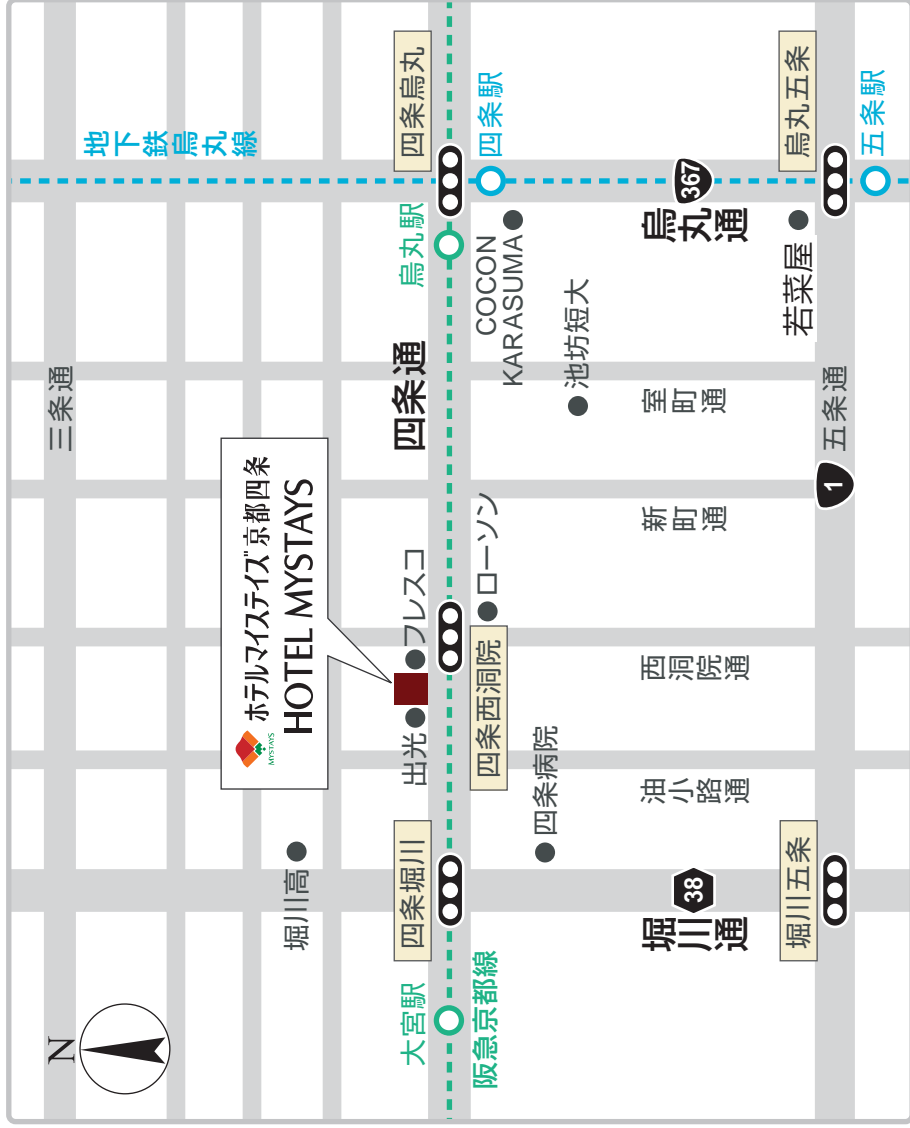 N
三条通
地下鉄烏丸線
MYSTAYS
ホテルマイステイズ京都四条
HOTEL MYSTAYS
堀川高
大宮駅
四条堀川
出光
フレスコ
四条通
烏丸駅
四条烏丸
阪急京都線
四条西洞院
ローソン
COCON
KARASUMA
四条駅
四条病院
池坊短大
堀川通
38
油小路通
西洞院通
新町通
室町通
烏丸通
367
堀川五条
1
五条通
若菜屋
烏丸五条
五条駅